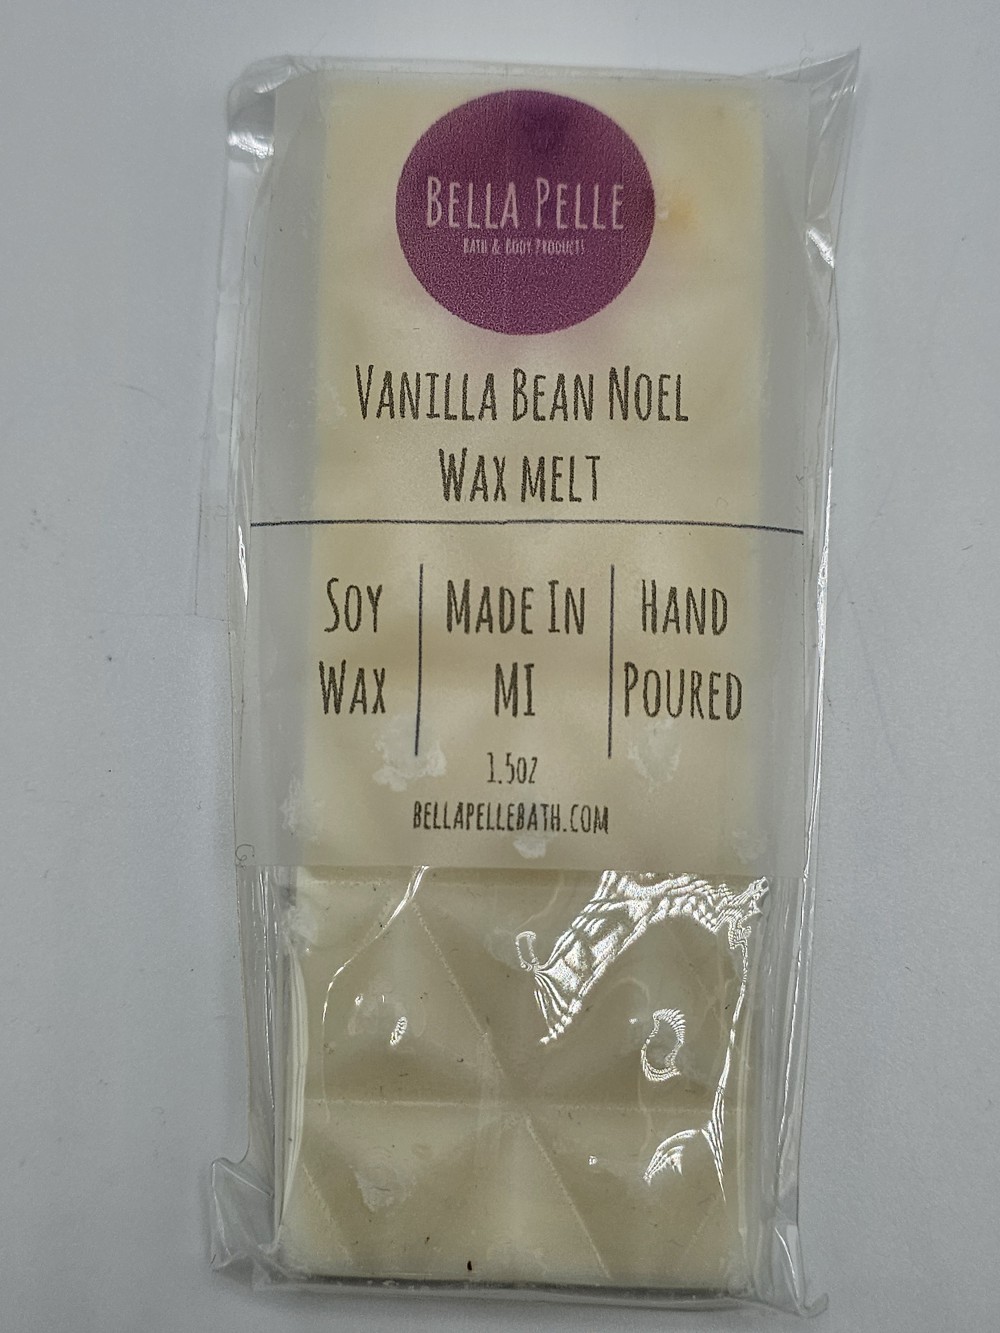 BELLA PELLE
BATH & BODY PRODUCTS
VANILLA BEAN NOEL
WAX MELT
SOY WAX
MADE IN MI
HAND POURED
1.5OZ
BELLAPELLEBATH.COM